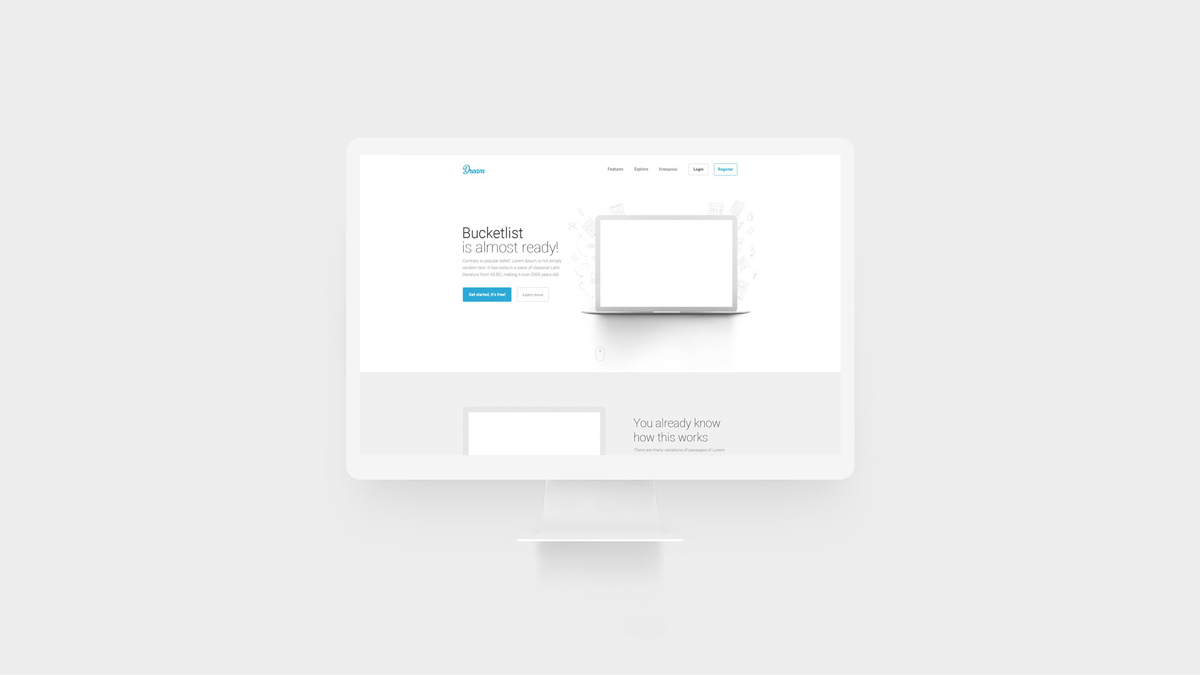 Dream
Features
Explore
Enterprise
Login
Register
Bucketlist
is almost ready!
Contrary to popular belief, Lorem Ipsum is not simply
random text. It has roots in a piece of classical Latin
literature from 45 BC, making it over 2000 years old.
Get started. It's free!
Learn more
You already know
how this works
There are many variations of passages of Lorem